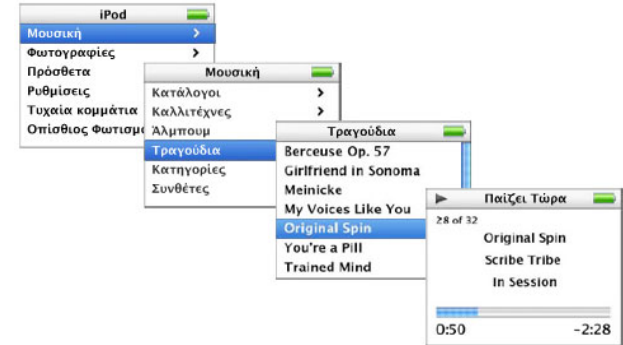 iPod
Μουσική >
Φωτογραφίες >
Πρόσθετα
Ρυθμίσεις
Τυχαία κομμάτια
Οπίσθιος
Μουσική
Κατάλογοι >
Καλλιτέχνες >
Άλμπουμ
Τραγούδια
Κατηγορίες
Συνθέτες
Τραγούδια
Berceuse Op. 57
Girlfriend in Sonoma
Meinicke
My Voices Like You
Original Spin
You're a Pill
Trained Mind
Παίζει Τώρα
28 of 32
Original Spin
Scribe Tribe
In Session
0:50 -2:28